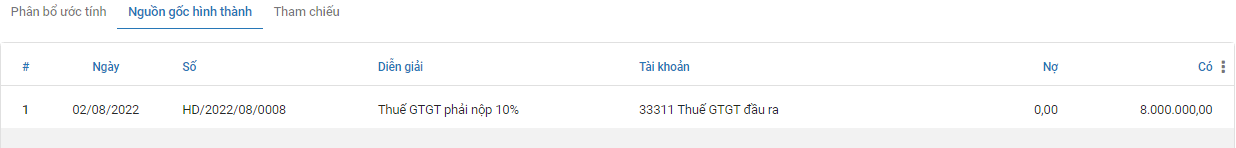 Phân bổ ước tính Nguồn gốc hình thành Tham chiếu
# Ngày Số Diễn giải Tài khoản Nợ Có
1 02/08/2022 HD/2022/08/0008 Thuế GTGT phải nộp 10% 33311 Thuế GTGT đầu ra 0,00 8.000.000,00